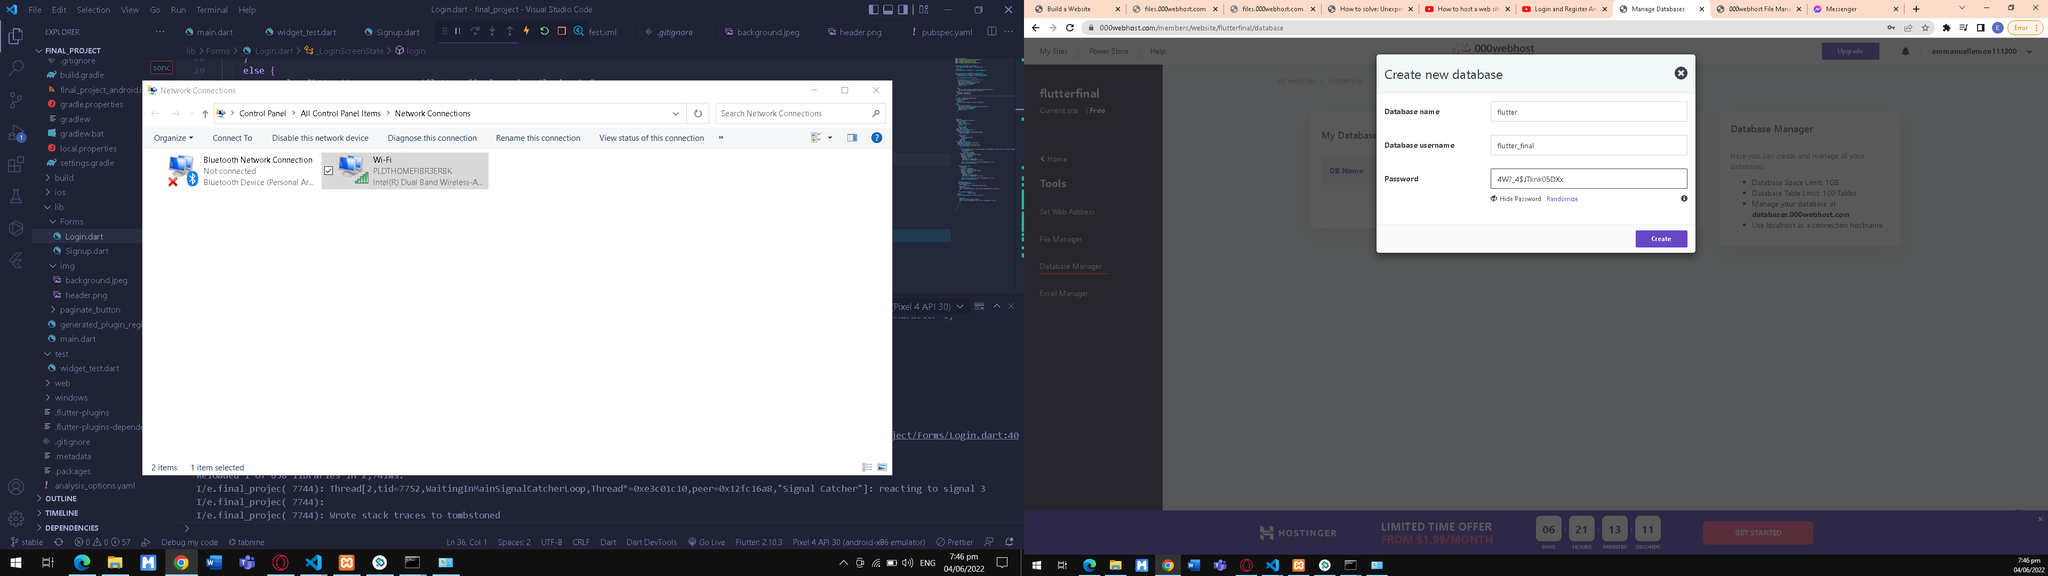 File Edit Selection View Go Run Terminal Help
Login.dart - final_project - Visual Studio Code
EXPLORER
main.dart
widget_test.dart
Signup.dart
festxml
.gitignore
background.jpeg
header.png
pubspec.yaml
FINAL_PROJECT
lib > Forms > Login.dart > _LoginScreenState > login
.gitignore
build.gradle
final_project_android.i
gradle.properties
gradlew
gradlew.bat
local.properties
settings.gradle
build
ios
lib
Forms
Login.dart
Signup.dart
img
background.jpeg
header.png
paginate_button
generated_plugin_regi
main.dart
test
widget_test.dart
web
windows
.flutter-plugins
.flutter-plugins-depende
.gitignore
.metadata
.packages
analysis_options.yaml
OUTLINE
TIMELINE
DEPENDENCIES
sonc
29 else {
Network Connections
Control Panel > All Control Panel Items > Network Connections
Search Network Connections
Organize Connect To Disable this network device Diagnose this connection Rename this connection View status of this connection »
Bluetooth Network Connection
Not connected
Bluetooth Device (Personal Ar...
Wi-Fi
PLDTHOMEFIBR3ER8K
Intel(R) Dual Band Wireless-A...
2 items 1 item selected
(Pixel 4 API 30)
ject/Forms/Login.dart:40
I/e.final_projec( 7744): Thread[2,tid=7752,WaitingInMainSignalCatcherLoop,Thread*=0xe3c01c10,peer=0x12fc16a8,"Signal Catcher"]: reacting to signal 3
I/e.final_projec( 7744):
I/e.final_projec( 7744): Wrote stack traces to tombstoned
stable 0 0 57 Debug my code tabnine
Ln 36, Col 1 Spaces: 2 UTF-8 CRLF Dart Dart DevTools Go Live Flutter: 2.10.3 Pixel 4 API 30 (android-x86 emulator) Prettier
ENG
7:46 pm
04/06/2022
Build a Website
files.000webhost.com
files.000webhost.com
How to solve: Unexpe
How to host a web sit
Login and Register An
Manage Databases
000webhost File Man
Messenger
000webhost.com/members/website/flutterfinal/database
E
Error
My Sites Power Store Help
000webhost
Upgrade
emmanuellemon111200
flutterfinal
Current site | Free
Home
Tools
Set Web Address
File Manager
Database Manager
Email Manager
All websites > Flutterfinal
My Databas
DB Name
Create new database
Database name flutter
Database username flutter_final
Password 4W?_4$JTknk05DXx
Hide Password Randomize
Create
Database Manager
Here you can create and manage all your databases.
• Database Space Limit: 1GB
• Database Table Limit: 100 Tables
• Manage your database at
databases.000webhost.com
• Use localhost as a connection hostname.
HOSTINGER
LIMITED TIME OFFER
FROM $1.99/MONTH
06 21 13 11
DAYS HOURS MINUTES SECONDS
GET STARTED
7:46 pm
04/06/2022